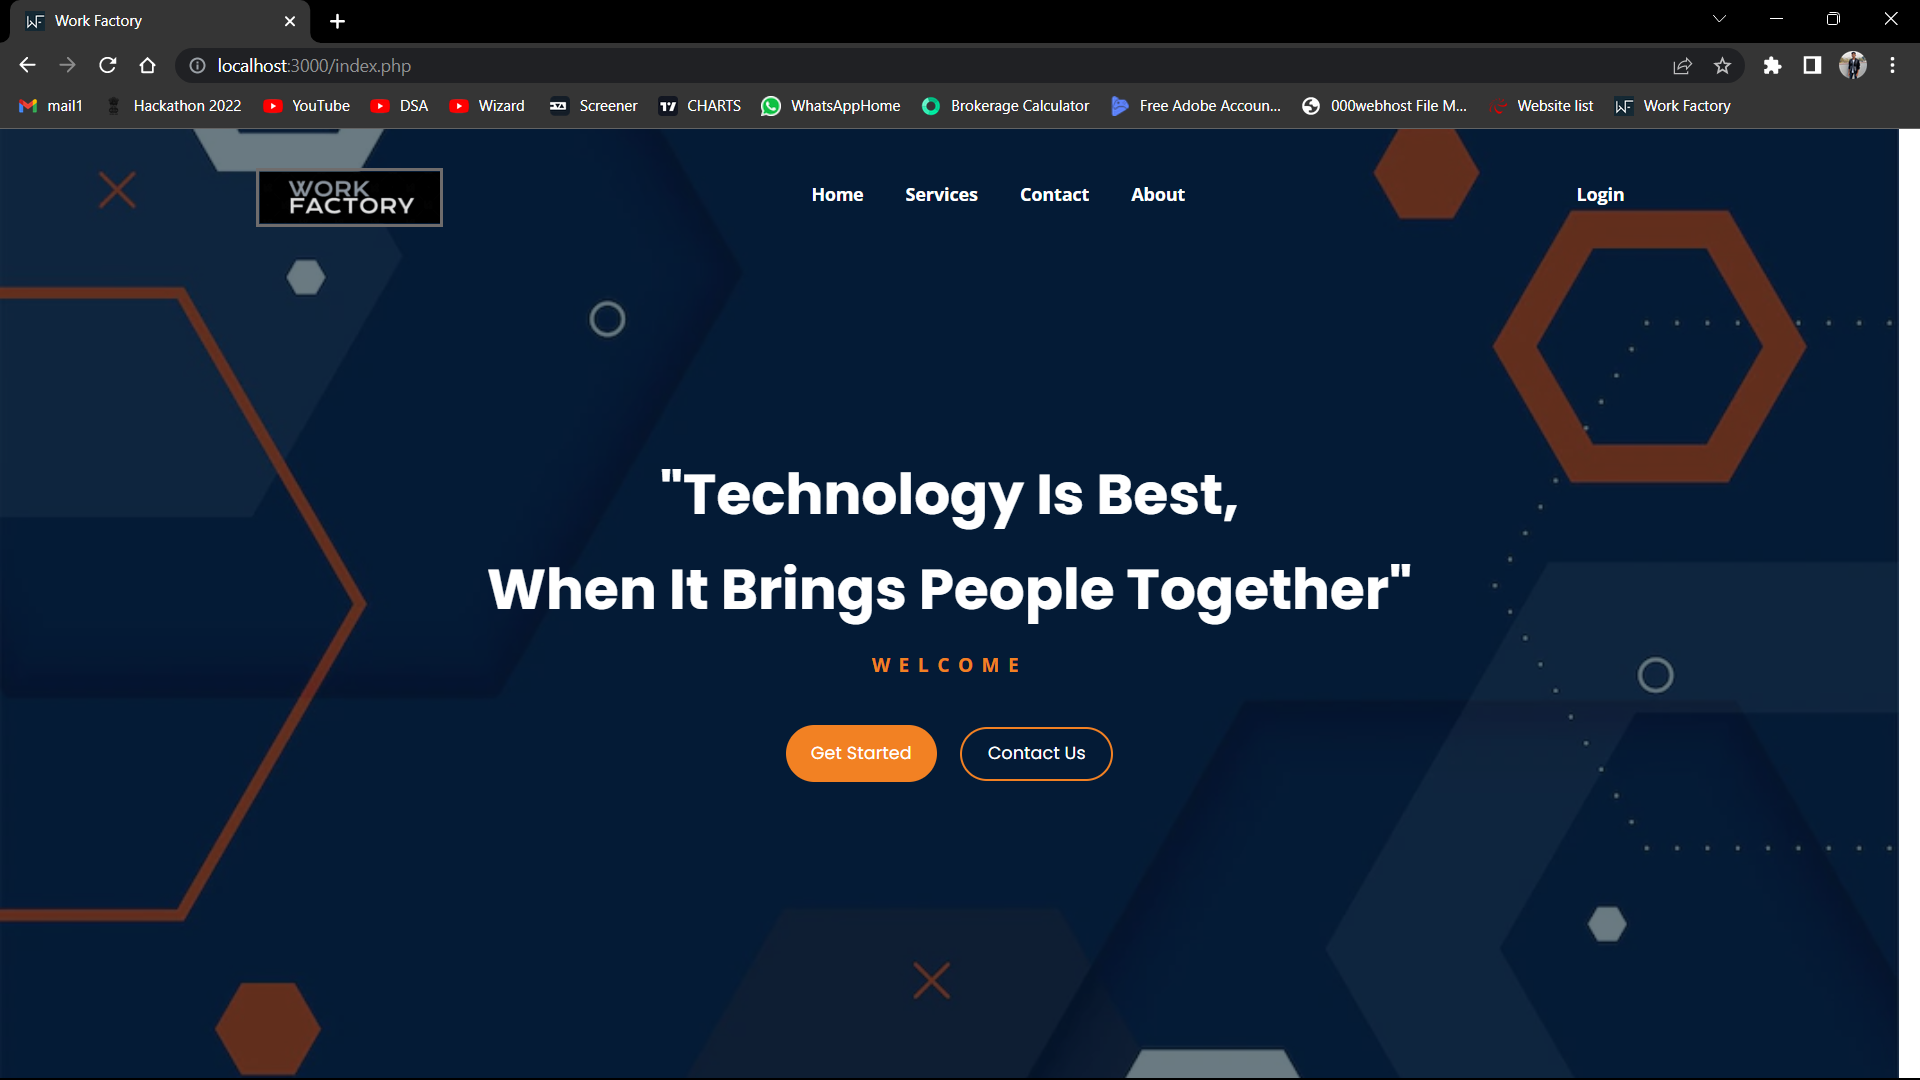 Work Factory
localhost:3000/index.php
mail1 Hackathon 2022 YouTube DSA Wizard Screener CHARTS WhatsAppHome Brokerage Calculator Free Adobe Accoun... 000webhost File M... Website list Work Factory
WORK
FACTORY
Home Services Contact About Login
"Technology Is Best,
When It Brings People Together"
WELCOME
Get Started Contact Us